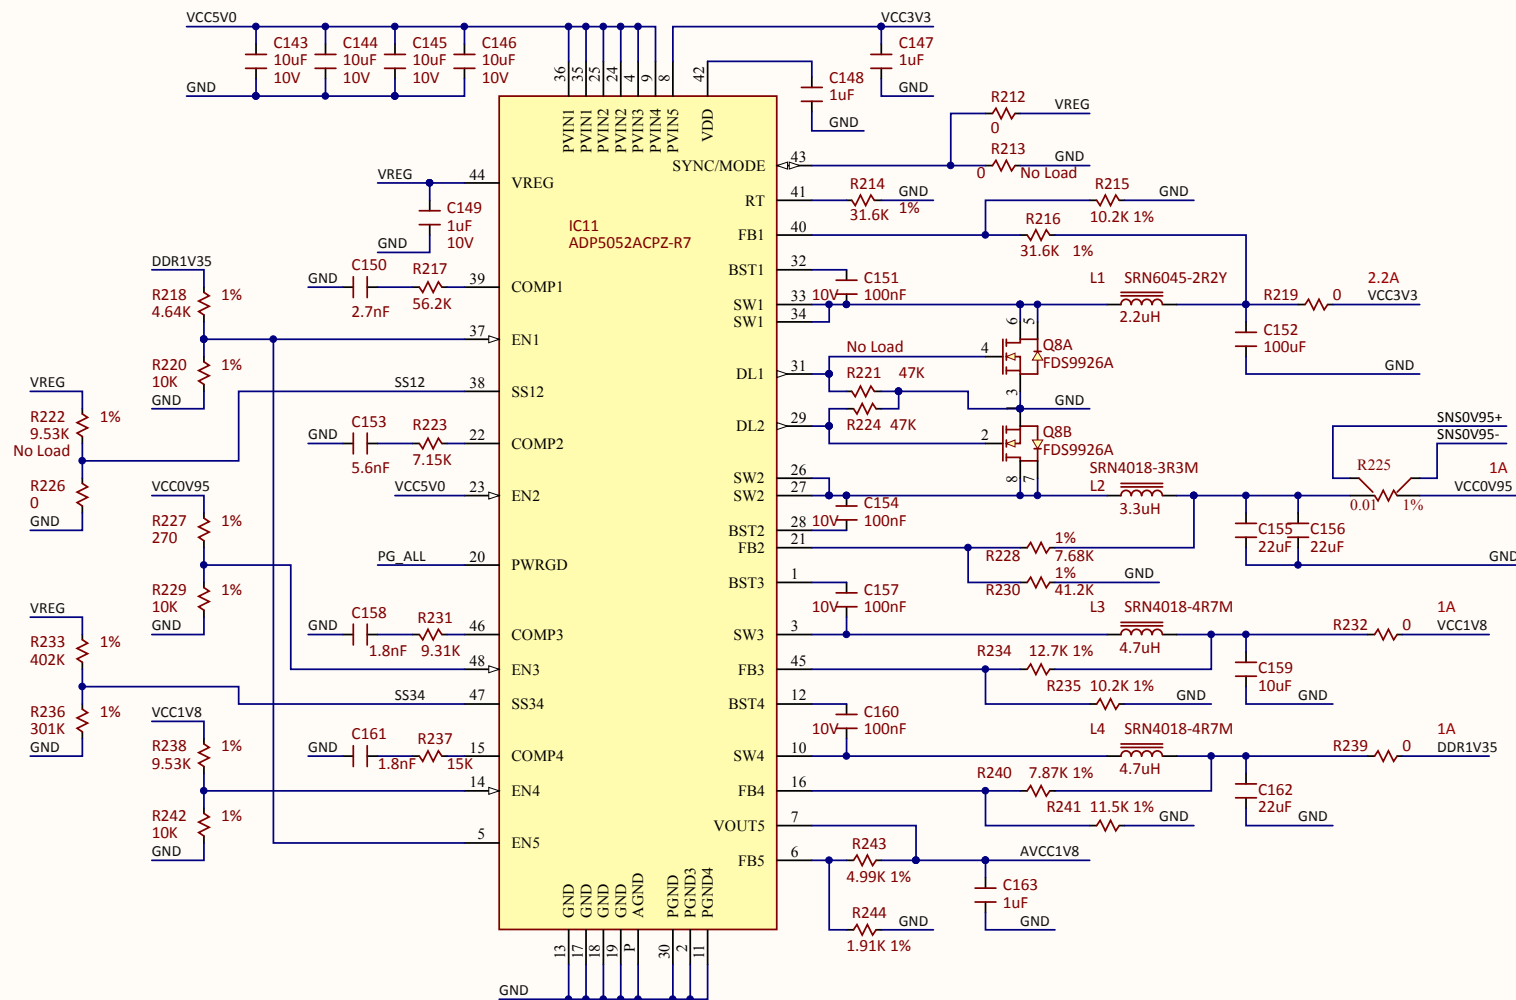 VCC5V0
VCC3V3
C143
10uF
10V
C144
10uF
10V
C145
10uF
10V
C146
10uF
10V
GND
36
35
25
24
4
9
8
42
C147
1uF
GND
C148
1uF
GND
PVIN1
PVIN1
PVIN2
PVIN2
PVIN3
PVIN4
PVIN5
VDD
R212
0
VREG
SYNC/MODE
43
R213
0
No Load
GND
VREG
44
VREG
C149
1uF
10V
GND
RT
41
R214
31.6K
1%
GND
R215
10.2K 1%
GND
IC11
ADP5052ACPZ-R7
FB1
40
R216
31.6K
1%
DDR1V35
R218
4.64K
1%
GND
C150
2.7nF
R217
56.2K
39
COMP1
BST1
32
C151
10V
100nF
L1
SRN6045-2R2Y
2.2uH
SW1
33
SW1
34
R219
0
2.2A
VCC3V3
C152
100uF
GND
37
EN1
6
5
4
Q8A
FDS9926A
3
No Load
DL1
31
R221
47K
R220
10K
1%
GND
VREG
R222
9.53K
No Load
1%
SS12
38
SS12
R224
47K
GND
DL2
29
2
Q8B
FDS9926A
8
7
GND
C153
5.6nF
R223
7.15K
22
COMP2
SNS0V95+
SNS0V95-
R225
0.01
1%
1A
VCC0V95
SW2
26
SW2
27
SRN4018-3R3M
L2
3.3uH
R226
0
GND
VCC5V0
23
EN2
VCC0V95
R227
270
1%
BST2
28
C154
10V
100nF
C155
22uF
C156
22uF
GND
FB2
21
R228
1%
7.68K
R230
1%
41.2K
GND
PG_ALL
20
PWRGD
R229
10K
1%
GND
BST3
1
C157
10V
100nF
L3
SRN4018-4R7M
4.7uH
VREG
R233
402K
1%
GND
C158
1.8nF
R231
9.31K
46
COMP3
SW3
3
R232
0
1A
VCC1V8
C159
10uF
GND
48
EN3
FB3
45
R234
12.7K 1%
R235
10.2K 1%
GND
SS34
47
SS34
R236
301K
1%
GND
VCC1V8
R238
9.53K
1%
BST4
12
C160
10V
100nF
L4
SRN4018-4R7M
4.7uH
GND
C161
1.8nF
R237
15K
15
COMP4
SW4
10
R239
0
1A
DDR1V35
14
EN4
FB4
16
R240
7.87K 1%
R241
11.5K 1%
GND
C162
22uF
GND
R242
10K
1%
GND
5
EN5
VOUT5
7
FB5
6
R243
4.99K 1%
AVCC1V8
C163
1uF
GND
R244
1.91K 1%
GND
GND
GND
GND
GND
AGND
PGND
PGND3
PGND4
13
17
18
19
P
30
2
11
GND